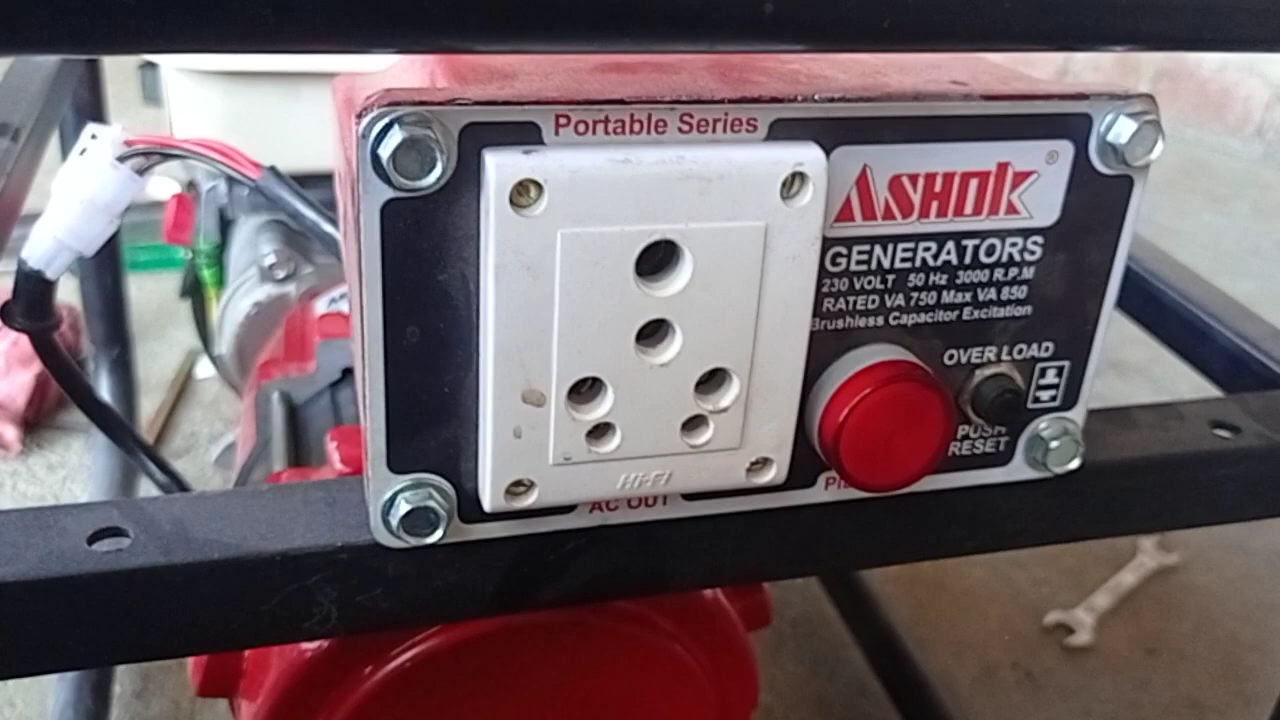 Portable Series
ASHOK ®
GENERATORS
230 VOLT 50 Hz 3000 R.P.M
RATED VA 750 Max VA 850
Brushless Capacitor Excitation
OVER LOAD
PUSH
RESET
Hi-Fi
AC OUT